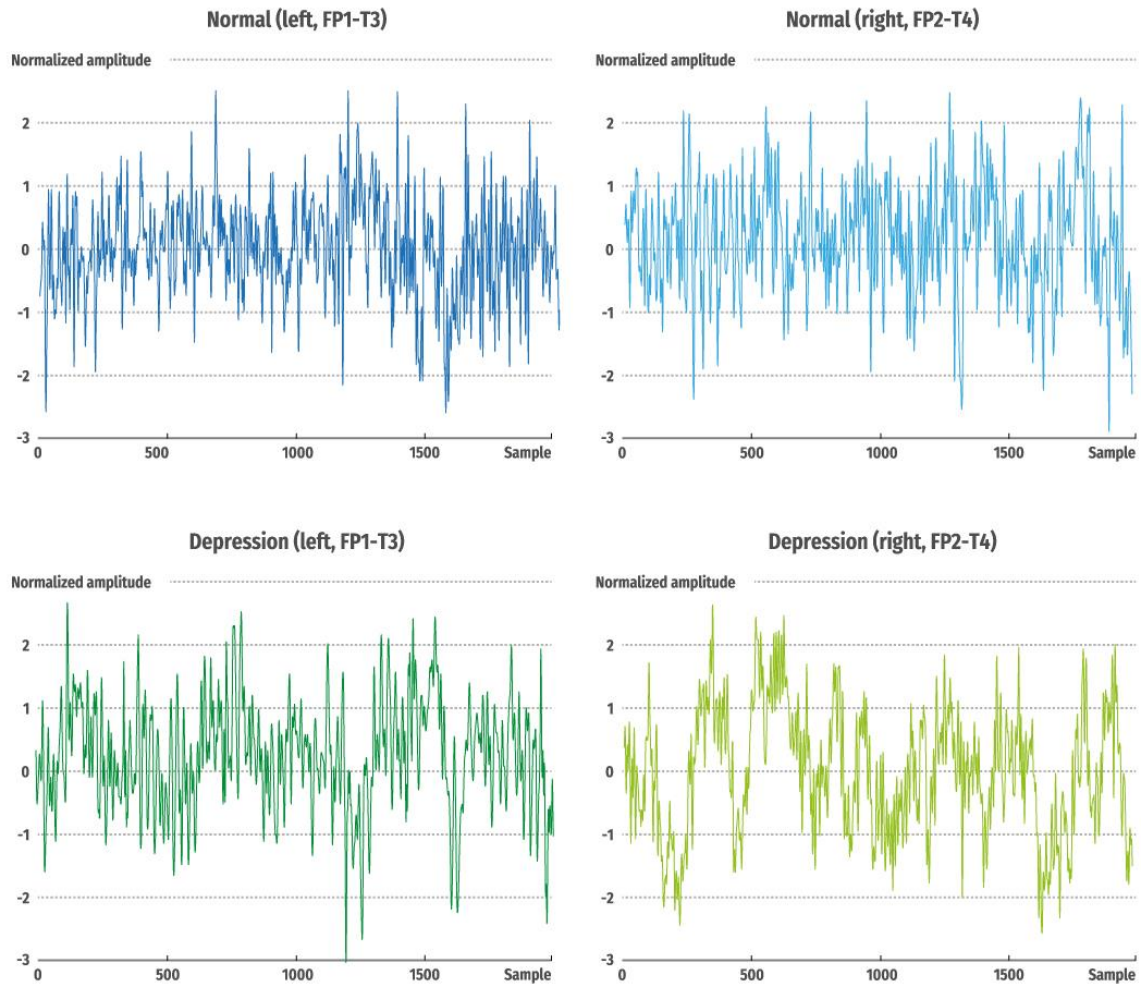 Normal (left, FP1-T3)
Normalized amplitude
2
1
0
-1
-2
-3
0 500 1000 1500 Sample
Normal (right, FP2-T4)
Normalized amplitude
2
1
0
-1
-2
-3
0 500 1000 1500 Sample
Depression (left, FP1-T3)
Normalized amplitude
2
1
0
-1
-2
-3
0 500 1000 1500 Sample
Depression (right, FP2-T4)
Normalized amplitude
2
1
0
-1
-2
-3
0 500 1000 1500 Sample